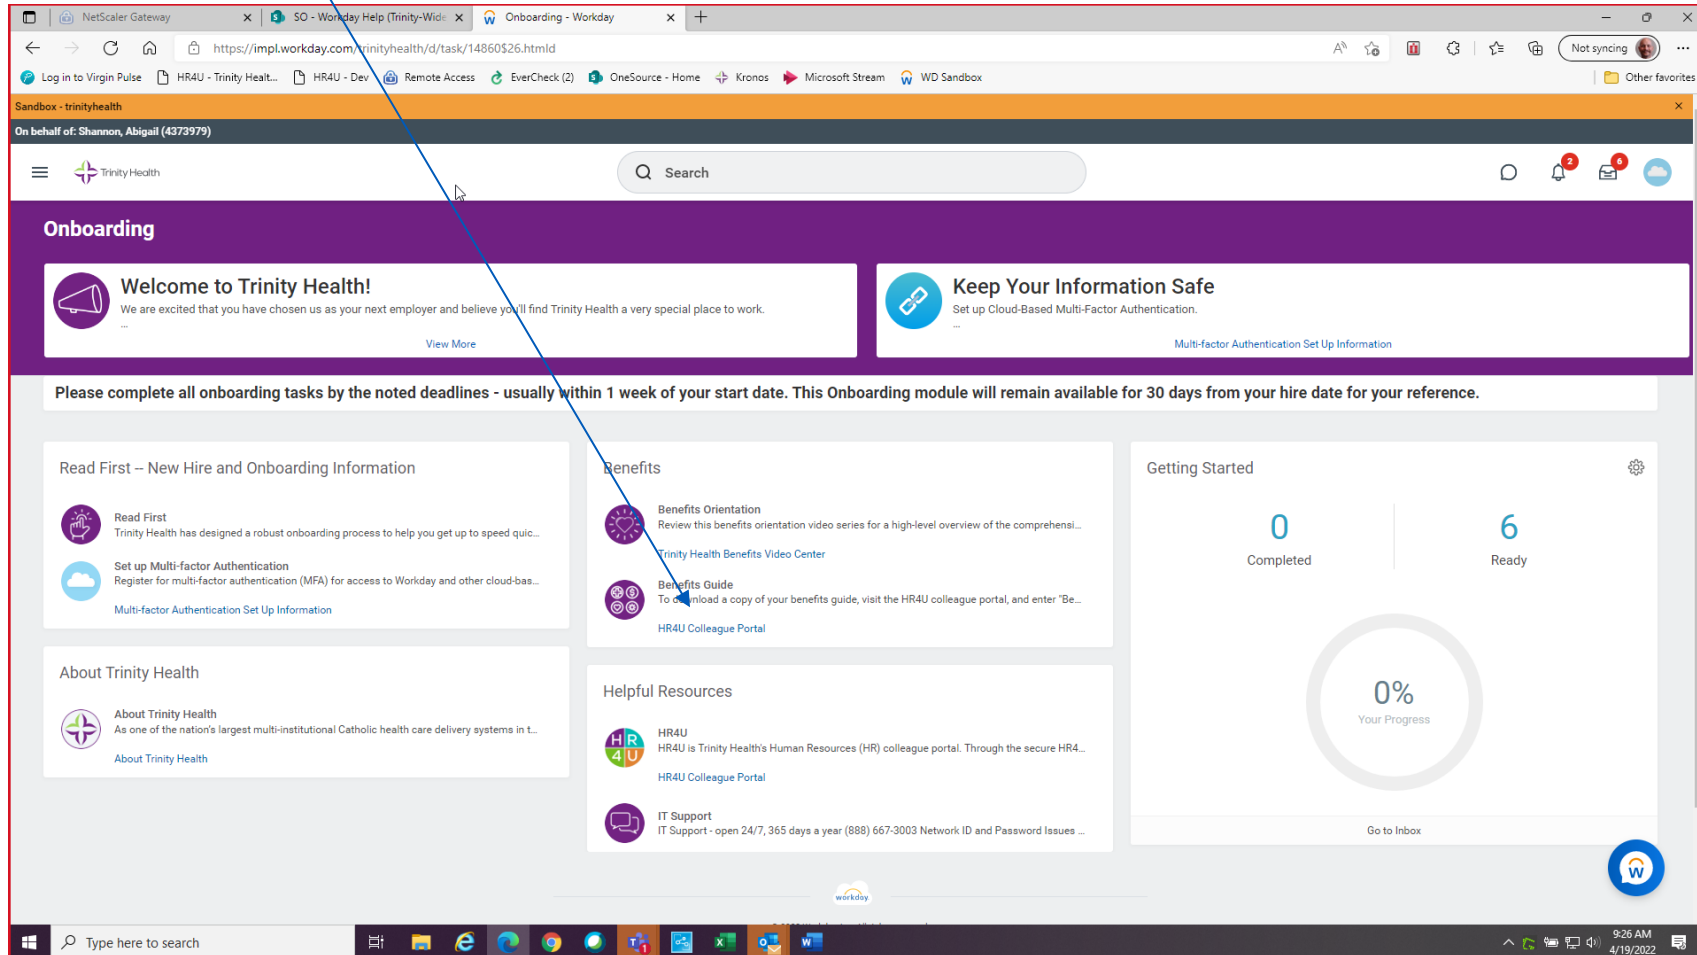 NetScaler Gateway
SO - Workday Help (Trinity-Wide
Onboarding - Workday
https://impl.workday.com/trinityhealth/d/task/14860$26.htmld
Not syncing
Log in to Virgin Pulse
HR4U - Trinity Healt...
HR4U - Dev
Remote Access
EverCheck (2)
OneSource - Home
Kronos
Microsoft Stream
WD Sandbox
Other favorites
Sandbox - trinityhealth
On behalf of: Shannon, Abigail (4373979)
Trinity Health
Search
2
6
Onboarding
Welcome to Trinity Health!
We are excited that you have chosen us as your next employer and believe you'll find Trinity Health a very special place to work.
...
View More
Keep Your Information Safe
Set up Cloud-Based Multi-Factor Authentication.
...
Multi-factor Authentication Set Up Information
Please complete all onboarding tasks by the noted deadlines - usually within 1 week of your start date. This Onboarding module will remain available for 30 days from your hire date for your reference.
Read First -- New Hire and Onboarding Information
Read First
Trinity Health has designed a robust onboarding process to help you get up to speed quic...
Set up Multi-factor Authentication
Register for multi-factor authentication (MFA) for access to Workday and other cloud-bas...
Multi-factor Authentication Set Up Information
About Trinity Health
About Trinity Health
As one of the nation's largest multi-institutional Catholic health care delivery systems in t...
About Trinity Health
Benefits
Benefits Orientation
Review this benefits orientation video series for a high-level overview of the comprehensi...
Trinity Health Benefits Video Center
Benefits Guide
To download a copy of your benefits guide, visit the HR4U colleague portal, and enter "Be...
HR4U Colleague Portal
Helpful Resources
HR
4U
HR4U
HR4U is Trinity Health's Human Resources (HR) colleague portal. Through the secure HR4...
HR4U Colleague Portal
IT Support
IT Support - open 24/7, 365 days a year (888) 667-3003 Network ID and Password Issues ...
Getting Started
0
Completed
6
Ready
0%
Your Progress
Go to Inbox
workday
Type here to search
9:26 AM
4/19/2022